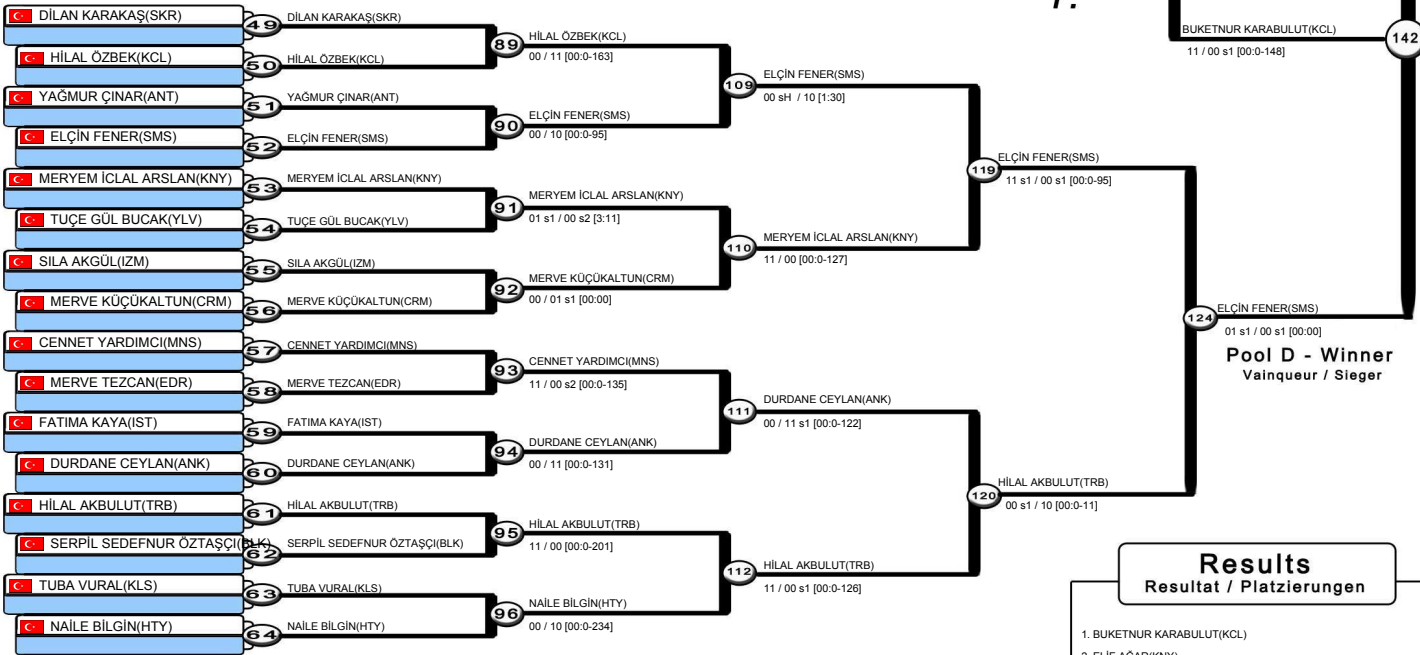 DİLAN KARAKAŞ(SKR)
HİLAL ÖZBEK(KCL)
YAĞMUR ÇINAR(ANT)
ELÇİN FENER(SMS)
MERYEM İCLAL ARSLAN(KNY)
TUÇE GÜL BUCAK(YLV)
SILA AKGÜL(IZM)
MERVE KÜÇÜKALTUN(CRM)
CENNET YARDIMCI(MNS)
MERVE TEZCAN(EDR)
FATIMA KAYA(IST)
DURDANE CEYLAN(ANK)
HİLAL AKBULUT(TRB)
SERPİL SEDEFNUR ÖZTAŞÇI(BLK)
TUBA VURAL(KLS)
NAİLE BİLGİN(HTY)
49 DİLAN KARAKAŞ(SKR)
50 HİLAL ÖZBEK(KCL)
51 YAĞMUR ÇINAR(ANT)
52 ELÇİN FENER(SMS)
53 MERYEM İCLAL ARSLAN(KNY)
54 TUÇE GÜL BUCAK(YLV)
55 SILA AKGÜL(IZM)
56 MERVE KÜÇÜKALTUN(CRM)
57 CENNET YARDIMCI(MNS)
58 MERVE TEZCAN(EDR)
59 FATIMA KAYA(IST)
60 DURDANE CEYLAN(ANK)
61 HİLAL AKBULUT(TRB)
62 SERPİL SEDEFNUR ÖZTAŞÇI(BLK)
63 TUBA VURAL(KLS)
64 NAİLE BİLGİN(HTY)
89 HİLAL ÖZBEK(KCL)
00 / 11 [00:0-163]
90 ELÇİN FENER(SMS)
00 / 10 [00:0-95]
91 MERYEM İCLAL ARSLAN(KNY)
01 s1 / 00 s2 [3:11]
92 MERVE KÜÇÜKALTUN(CRM)
00 / 01 s1 [00:00]
93 CENNET YARDIMCI(MNS)
11 / 00 s2 [00:0-135]
94 DURDANE CEYLAN(ANK)
00 / 11 [00:0-131]
95 HİLAL AKBULUT(TRB)
11 / 00 [00:0-201]
96 NAİLE BİLGİN(HTY)
00 / 10 [00:0-234]
109 ELÇİN FENER(SMS)
00 sH / 10 [1:30]
110 MERYEM İCLAL ARSLAN(KNY)
11 / 00 [00:0-127]
111 DURDANE CEYLAN(ANK)
00 / 11 s1 [00:0-122]
112 HİLAL AKBULUT(TRB)
11 / 00 s1 [00:0-126]
119 ELÇİN FENER(SMS)
11 s1 / 00 s1 [00:0-95]
120 HİLAL AKBULUT(TRB)
00 s1 / 10 [00:0-11]
BUKETNUR KARABULUT(KCL)
11 / 00 s1 [00:0-148]
142
124 ELÇİN FENER(SMS)
01 s1 / 00 s1 [00:00]
Pool D - Winner
Vainqueur / Sieger
Results
Resultat / Platzierungen
1. BUKETNUR KARABULUT(KCL)